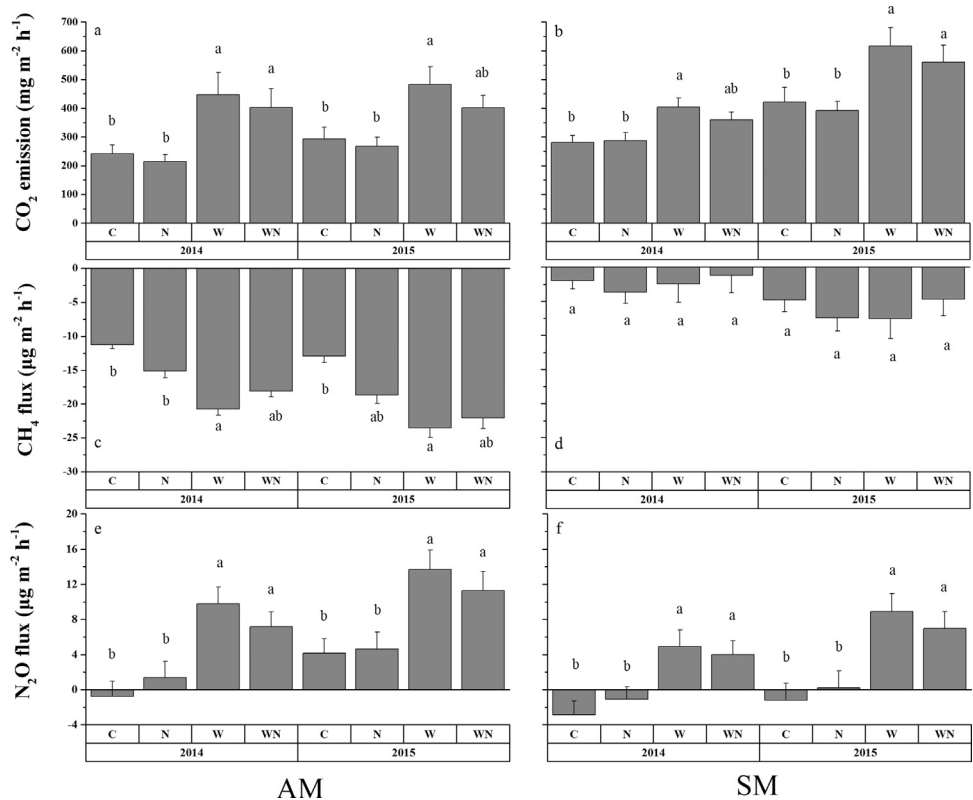 CO₂ emission (mg m⁻² h⁻¹)
700
600
500
400
300
200
100
0
a
b
b
a
a
b
b
a
ab
C
N
W
WN
C
N
W
WN
2014
2015
b
b
b
a
ab
b
b
a
a
C
N
W
WN
C
N
W
WN
2014
2015
CH₄ flux (μg m⁻² h⁻¹)
0
-5
-10
-15
-20
-25
-30
b
b
a
ab
b
ab
a
ab
c
C
N
W
WN
C
N
W
WN
2014
2015
a
a
a
a
a
a
a
a
d
C
N
W
WN
C
N
W
WN
2014
2015
N₂O flux (μg m⁻² h⁻¹)
20
16
12
8
4
0
-4
e
b
b
a
a
b
b
a
a
C
N
W
WN
C
N
W
WN
2014
2015
f
b
b
a
a
b
b
a
a
C
N
W
WN
C
N
W
WN
2014
2015
AM
SM